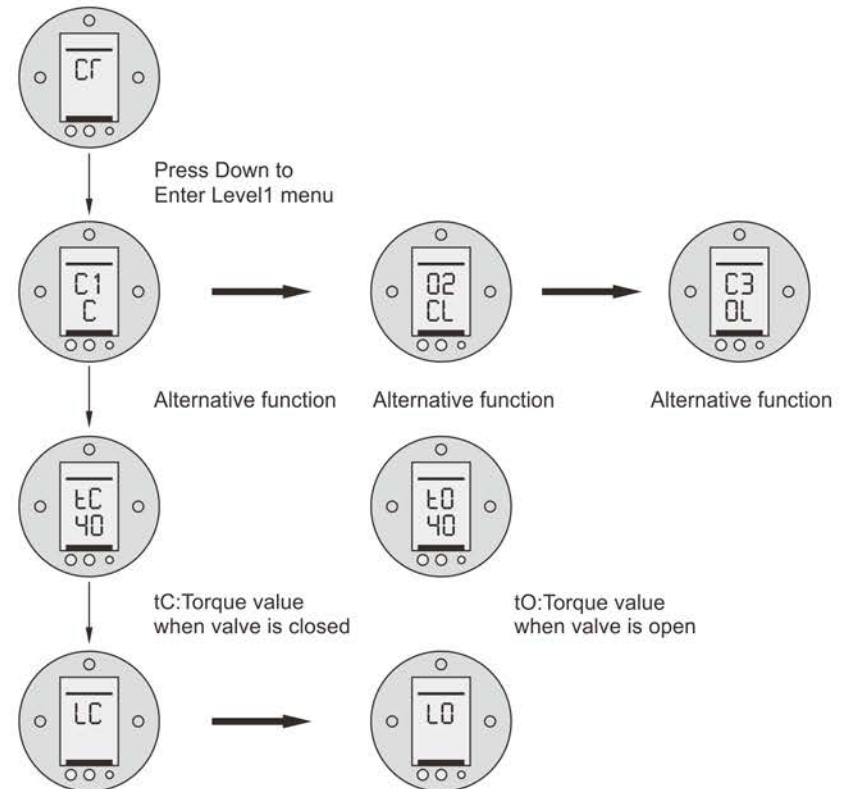 Cr
Press Down to
Enter Level1 menu
C1
C
02
CL
C3
OL
Alternative function
Alternative function
Alternative function
tC
40
tO
40
tC:Torque value
when valve is closed
tO:Torque value
when valve is open
LC
LO